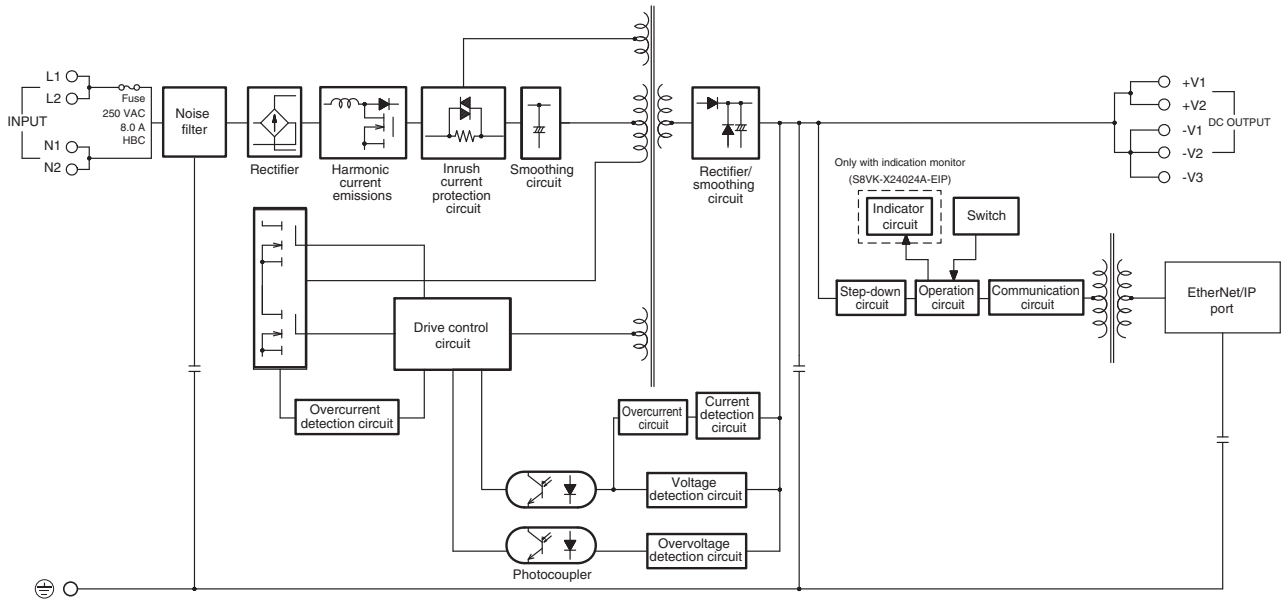 L1
L2
INPUT
N1
N2
Fuse
250 VAC
8.0 A
HBC
Noise
filter
Rectifier
Harmonic
current
emissions
Inrush
current
protection
circuit
Smoothing
circuit
Rectifier/
smoothing
circuit
+V1
+V2
-V1
DC OUTPUT
-V2
-V3
Only with indication monitor
(S8VK-X24024A-EIP)
Indicator
circuit
Switch
Step-down
circuit
Operation
circuit
Communication
circuit
EtherNet/IP
port
Drive control
circuit
Overcurrent
detection circuit
Overcurrent
circuit
Current
detection
circuit
Voltage
detection circuit
Overvoltage
detection circuit
Photocoupler